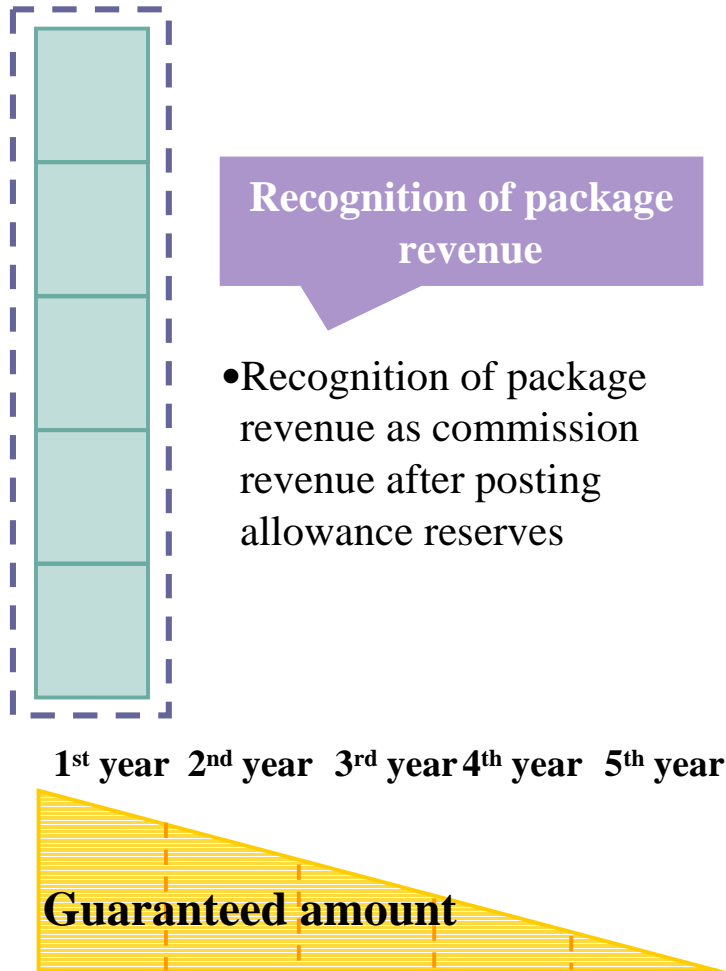 Recognition of package
revenue
•Recognition of package
revenue as commission
revenue after posting
allowance reserves
1st year 2nd year 3rd year 4th year 5th year
Guaranteed amount